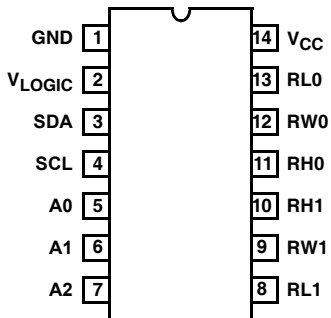 GND 1 14 VCC
VLOGIC 2 13 RL0
SDA 3 12 RW0
SCL 4 11 RH0
A0 5 10 RH1
A1 6 9 RW1
A2 7 8 RL1